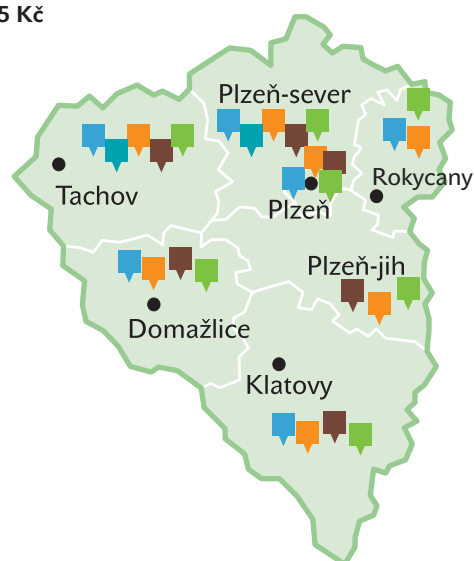 5 Kč
Plzeň-sever
Rokycany
Tachov
Plzeň
Plzeň-jih
Domažlice
Klatovy